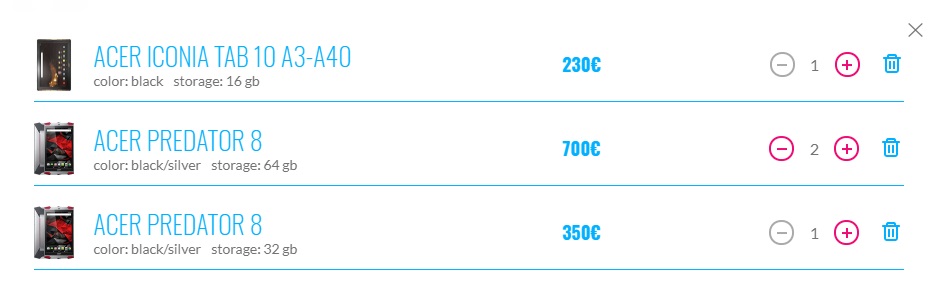 ACER ICONIA TAB 10 A3-A40 230€ 1
color: black storage: 16 gb
ACER PREDATOR 8 700€ 2
color: black/silver storage: 64 gb
ACER PREDATOR 8 350€ 1
color: black/silver storage: 32 gb